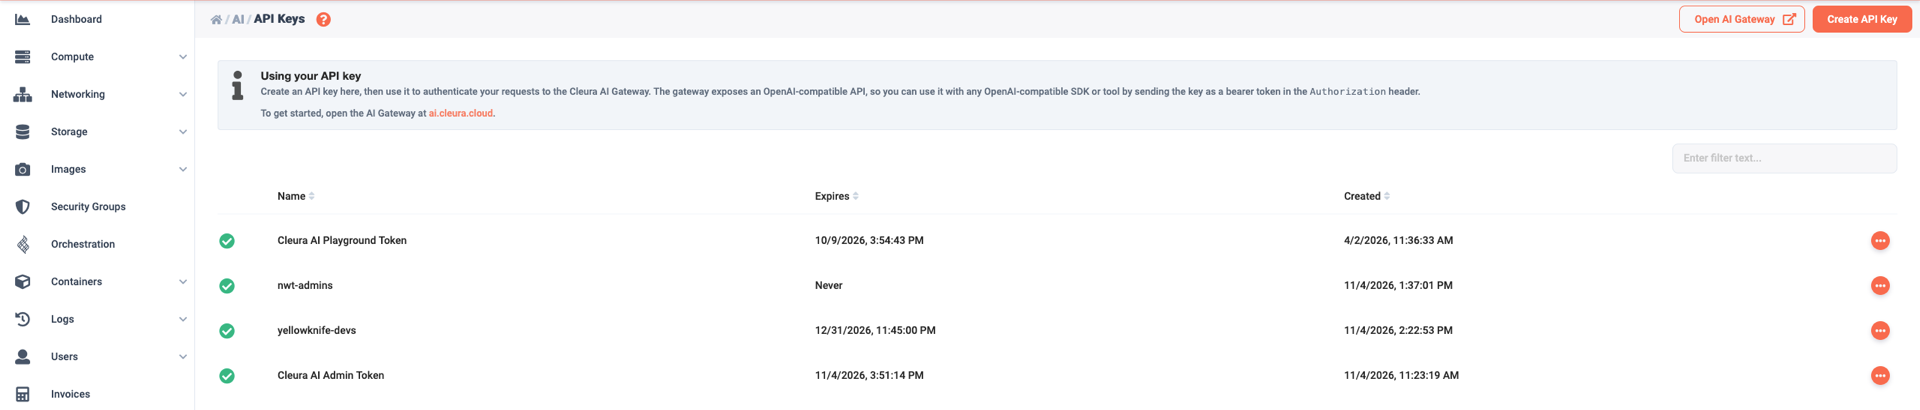 Dashboard
Compute
Networking
Storage
Images
Security Groups
Orchestration
Containers
Logs
Users
Invoices
/ AI / API Keys ?
Open AI Gateway
Create API Key
Using your API key
Create an API key here, then use it to authenticate your requests to the Cleura AI Gateway. The gateway exposes an OpenAI-compatible API, so you can use it with any OpenAI-compatible SDK or tool by sending the key as a bearer token in the Authorization header.
To get started, open the AI Gateway at ai.cleura.cloud.
Enter filter text...
Name Expires Created
Cleura AI Playground Token 10/9/2026, 3:54:43 PM 4/2/2026, 11:36:33 AM
nwt-admins Never 11/4/2026, 1:37:01 PM
yellowknife-devs 12/31/2026, 11:45:00 PM 11/4/2026, 2:22:53 PM
Cleura AI Admin Token 11/4/2026, 3:51:14 PM 11/4/2026, 11:23:19 AM